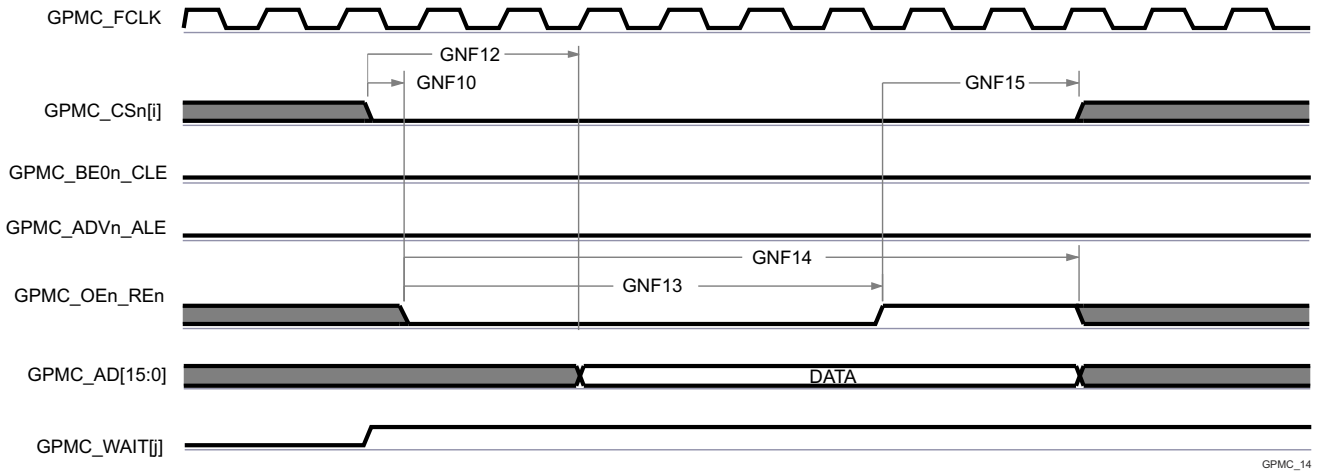 GPMC_FCLK
GNF12
GNF10
GNF15
GPMC_CSn[i]
GPMC_BE0n_CLE
GPMC_ADVn_ALE
GNF14
GNF13
GPMC_OEn_REn
GPMC_AD[15:0]
DATA
GPMC_WAIT[j]
GPMC_14